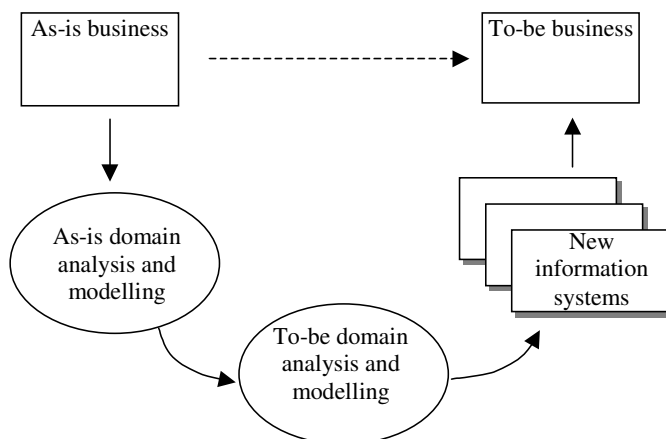 As-is business
To-be business
As-is domain
analysis and
modelling
New
information
systems
To-be domain
analysis and
modelling